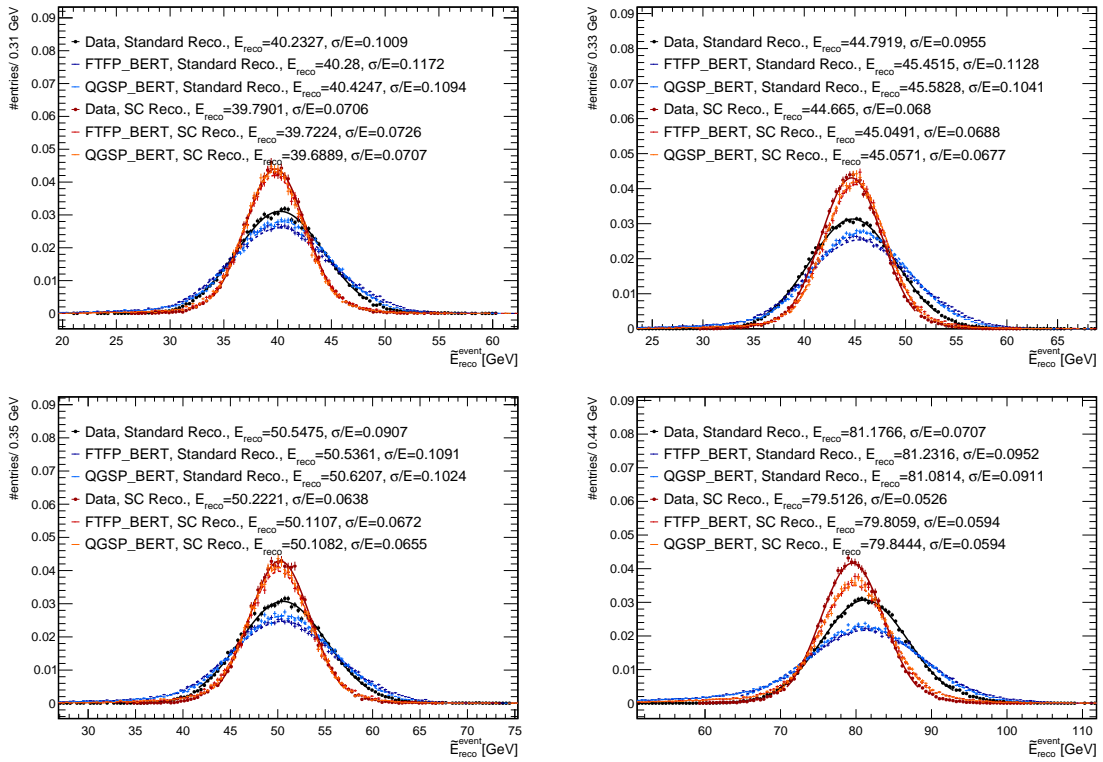 #entries/ 0.31 GeV
0.09
0.08
0.07
0.06
0.05
0.04
0.03
0.02
0.01
0
Data, Standard Reco., E_reco=40.2327, σ/E=0.1009
FTFP_BERT, Standard Reco., E_reco=40.28, σ/E=0.1172
QGSP_BERT, Standard Reco., E_reco=40.4247, σ/E=0.1094
Data, SC Reco., E_reco=39.7901, σ/E=0.0706
FTFP_BERT, SC Reco., E_reco=39.7224, σ/E=0.0726
QGSP_BERT, SC Reco., E_reco=39.6889, σ/E=0.0707
20 25 30 35 40 45 50 55 60
Ẽ_reco^event [GeV]
#entries/ 0.33 GeV
0.09
0.08
0.07
0.06
0.05
0.04
0.03
0.02
0.01
0
Data, Standard Reco., E_reco=44.7919, σ/E=0.0955
FTFP_BERT, Standard Reco., E_reco=45.4515, σ/E=0.1128
QGSP_BERT, Standard Reco., E_reco=45.5828, σ/E=0.1041
Data, SC Reco., E_reco=44.665, σ/E=0.068
FTFP_BERT, SC Reco., E_reco=45.0491, σ/E=0.0688
QGSP_BERT, SC Reco., E_reco=45.0571, σ/E=0.0677
25 30 35 40 45 50 55 60 65
Ẽ_reco^event [GeV]
#entries/ 0.35 GeV
0.09
0.08
0.07
0.06
0.05
0.04
0.03
0.02
0.01
0
Data, Standard Reco., E_reco=50.5475, σ/E=0.0907
FTFP_BERT, Standard Reco., E_reco=50.5361, σ/E=0.1091
QGSP_BERT, Standard Reco., E_reco=50.6207, σ/E=0.1024
Data, SC Reco., E_reco=50.2221, σ/E=0.0638
FTFP_BERT, SC Reco., E_reco=50.1107, σ/E=0.0672
QGSP_BERT, SC Reco., E_reco=50.1082, σ/E=0.0655
30 35 40 45 50 55 60 65 70 75
Ẽ_reco^event [GeV]
#entries/ 0.44 GeV
0.09
0.08
0.07
0.06
0.05
0.04
0.03
0.02
0.01
0
Data, Standard Reco., E_reco=81.1766, σ/E=0.0707
FTFP_BERT, Standard Reco., E_reco=81.2316, σ/E=0.0952
QGSP_BERT, Standard Reco., E_reco=81.0814, σ/E=0.0911
Data, SC Reco., E_reco=79.5126, σ/E=0.0526
FTFP_BERT, SC Reco., E_reco=79.8059, σ/E=0.0594
QGSP_BERT, SC Reco., E_reco=79.8444, σ/E=0.0594
60 70 80 90 100 110
Ẽ_reco^event [GeV]